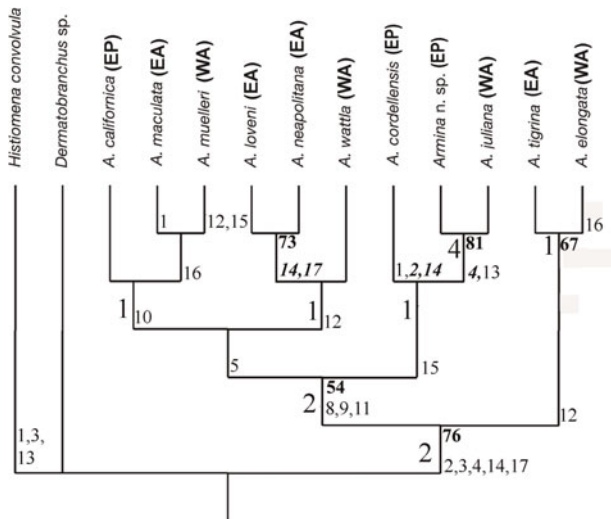 Histiomena convolvula
Dermatobranchus sp.
A. californica (EP)
A. maculata (EA)
A. muelleri (WA)
A. loveni (EA)
A. neapolitana (EA)
A. wattla (WA)
A. cordellensis (EP)
Armina n. sp. (EP)
A. juliana (WA)
A. tigrina (EA)
A. elongata (WA)
1
12,15
16
73
4
81
1
67
16
14,17
1,2,14
4,13
1
10
1
12
1
5
15
54
2
8,9,11
12
1,3,
13
76
2
2,3,4,14,17